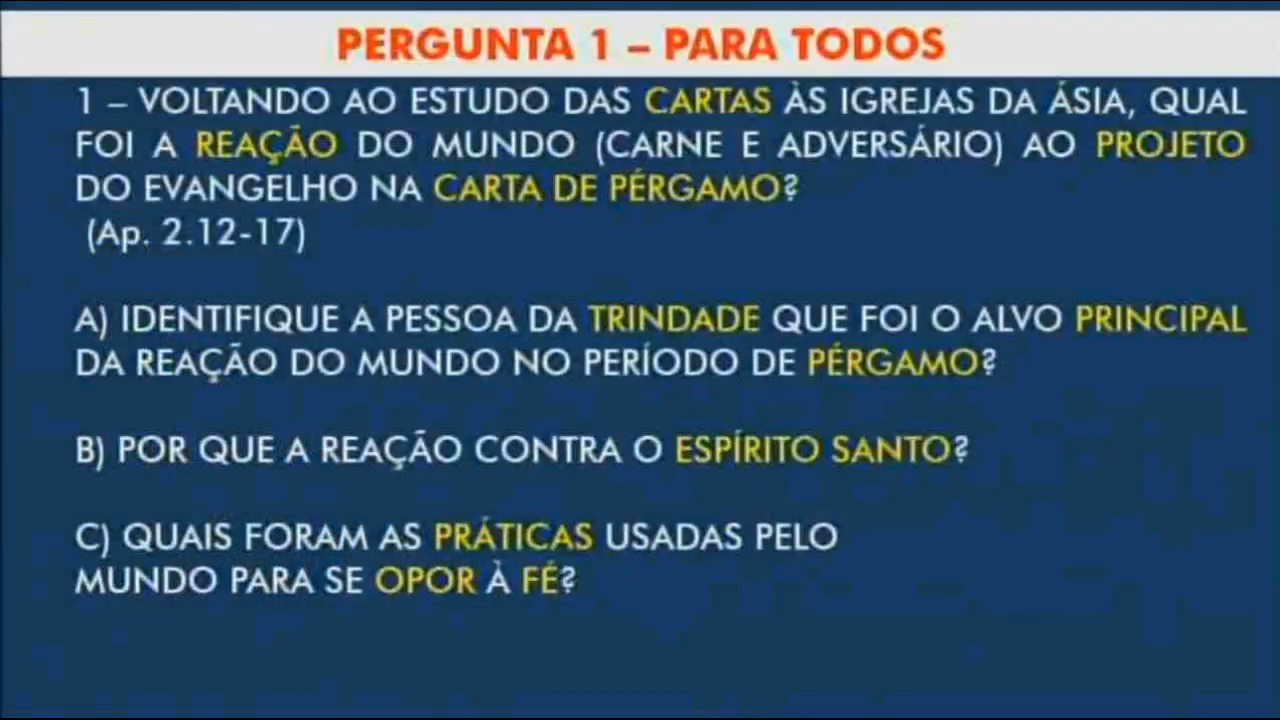 PERGUNTA 1 – PARA TODOS
1 – VOLTANDO AO ESTUDO DAS CARTAS ÀS IGREJAS DA ÁSIA, QUAL
FOI A REAÇÃO DO MUNDO (CARNE E ADVERSÁRIO) AO PROJETO
DO EVANGELHO NA CARTA DE PÉRGAMO?
(Ap. 2.12-17)
A) IDENTIFIQUE A PESSOA DA TRINDADE QUE FOI O ALVO PRINCIPAL
DA REAÇÃO DO MUNDO NO PERÍODO DE PÉRGAMO?
B) POR QUE A REAÇÃO CONTRA O ESPÍRITO SANTO?
C) QUAIS FORAM AS PRÁTICAS USADAS PELO
MUNDO PARA SE OPOR À FÉ?